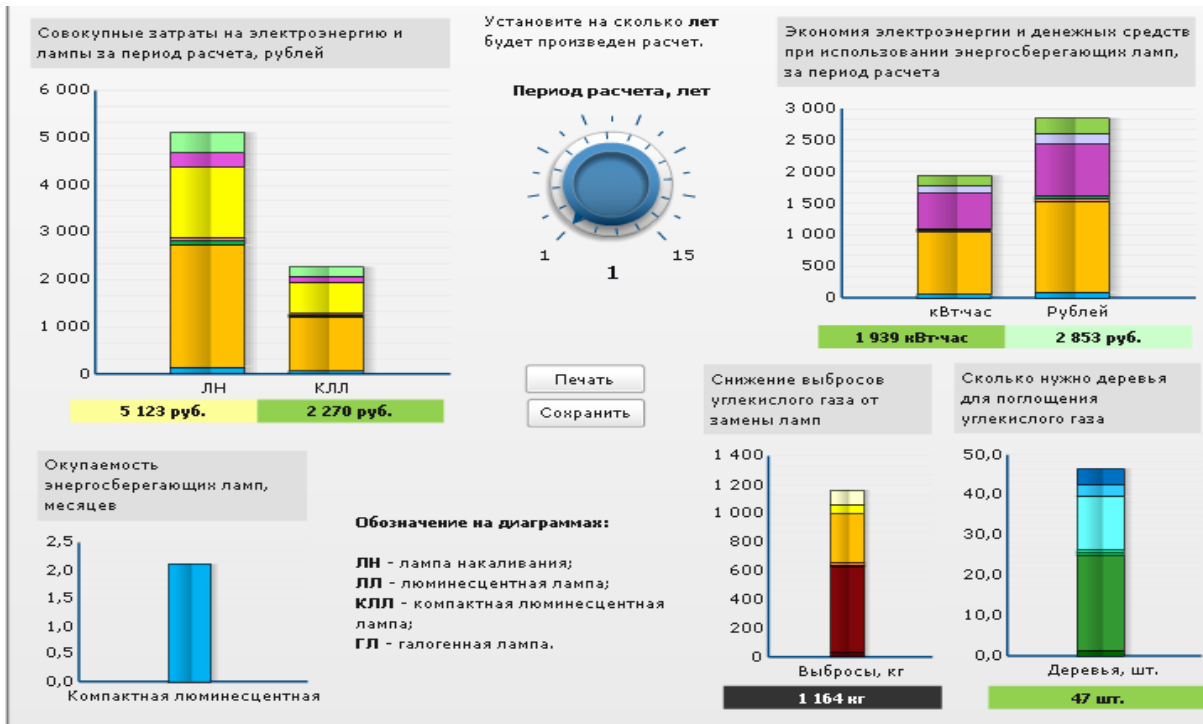 Совокупные затраты на электроэнергию и
лампы за период расчета, рублей
6 000
5 000
4 000
3 000
2 000
1 000
0
ЛН
КЛЛ
5 123 руб.
2 270 руб.
Установите на сколько лет
будет произведен расчет.
Период расчета, лет
1
15
1
Печать
Сохранить
Экономия электроэнергии и денежных средств
при использовании энергосберегающих ламп,
за период расчета
3 000
2 500
2 000
1 500
1 000
500
0
кВт·час
Рублей
1 939 кВт·час
2 853 руб.
Окупаемость
энергосберегающих ламп,
месяцев
2,5
2,0
1,5
1,0
0,5
0,0
Компактная люминесцентная
Обозначение на диаграммах:
ЛН - лампа накаливания;
ЛЛ - люминесцентная лампа;
КЛЛ - компактная люминесцентная
лампа;
ГЛ - галогенная лампа.
Снижение выбросов
углекислого газа от
замены ламп
1 400
1 200
1 000
800
600
400
200
0
Выбросы, кг
1 164 кг
Сколько нужно деревья
для поглощения
углекислого газа
50,0
40,0
30,0
20,0
10,0
0,0
Деревья, шт.
47 шт.